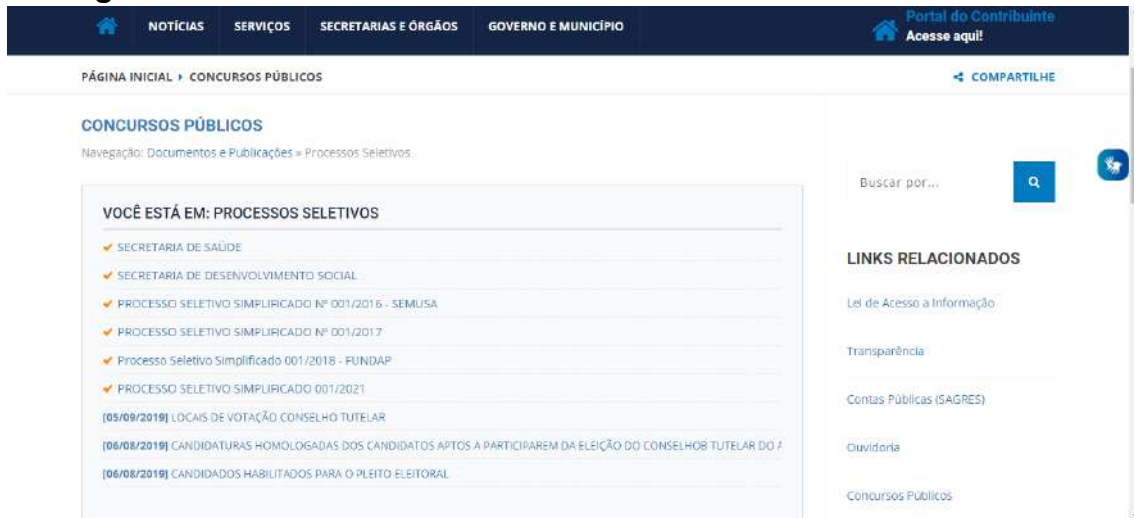 NOTÍCIAS SERVIÇOS SECRETARIAS E ÓRGÃOS GOVERNO E MUNICÍPIO
Portal do Contribuinte
Acesse aqui!
PÁGINA INICIAL CONCURSOS PÚBLICOS
COMPARTILHE
CONCURSOS PÚBLICOS
Navegação: Documentos e Publicações » Processos Seletivos
VOCÊ ESTÁ EM: PROCESSOS SELETIVOS
SECRETARIA DE SAÚDE
SECRETARIA DE DESENVOLVIMENTO SOCIAL
PROCESSO SELETIVO SIMPLIFICADO Nº 001/2016 - SEMUSA
PROCESSO SELETIVO SIMPLIFICADO Nº 001/2017
Processo Seletivo Simplificado 001/2018 - FUNDAP
PROCESSO SELETIVO SIMPLIFICADO 001/2021
[05/09/2019] LOCAIS DE VOTAÇÃO CONSELHO TUTELAR
[06/08/2019] CANDIDATURAS HOMOLOGADAS DOS CANDIDATOS APTOS A PARTICIPAREM DA ELEIÇÃO DO CONSELHOB TUTELAR DO
[06/08/2019] CANDIDADOS HABILITADOS PARA O PLEITO ELEITORAL
Buscar por...
LINKS RELACIONADOS
Lei de Acesso a Informação
Transparência
Contas Públicas (SAGRES)
Ouvidoria
Concursos Públicos